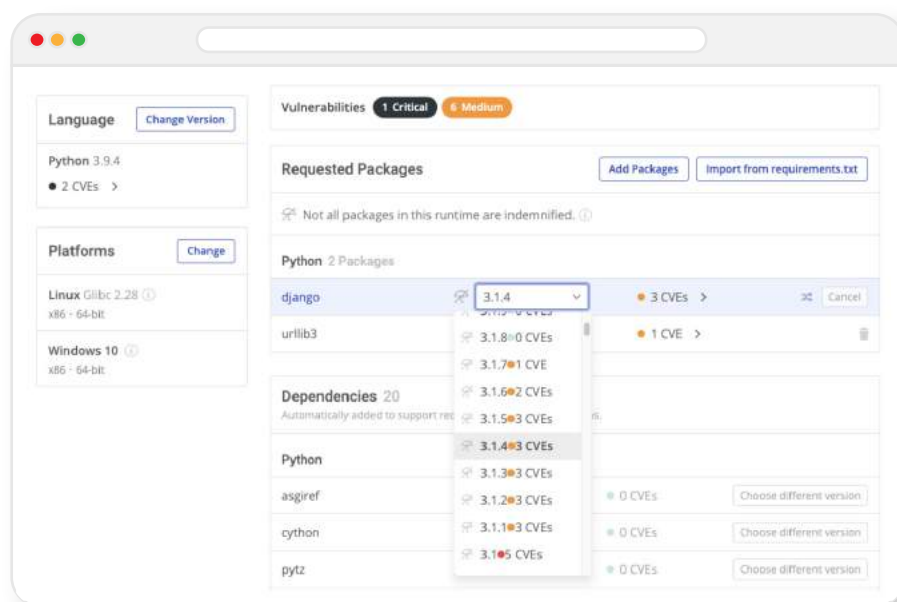 Language
Change Version
Python 3.9.4
2 CVEs >
Platforms
Change
Linux Glibc 2.28
x86 - 64-bit
Windows 10
x86 - 64-bit
Vulnerabilities 1 Critical 6 Medium
Requested Packages
Add Packages
Import from requirements.txt
Not all packages in this runtime are indemnified.
Python 2 Packages
django 3.1.4 3 CVEs > Cancel
urllib3 1 CVE >
3.1.8 0 CVEs
3.1.7 1 CVE
3.1.6 2 CVEs
3.1.5 3 CVEs
3.1.4 3 CVEs
3.1.3 3 CVEs
3.1.2 3 CVEs
3.1.1 3 CVEs
3.1 5 CVEs
Dependencies 20
Automatically added to support
Python
asgiref 0 CVEs Choose different version
cython 0 CVEs Choose different version
pytz 0 CVEs Choose different version